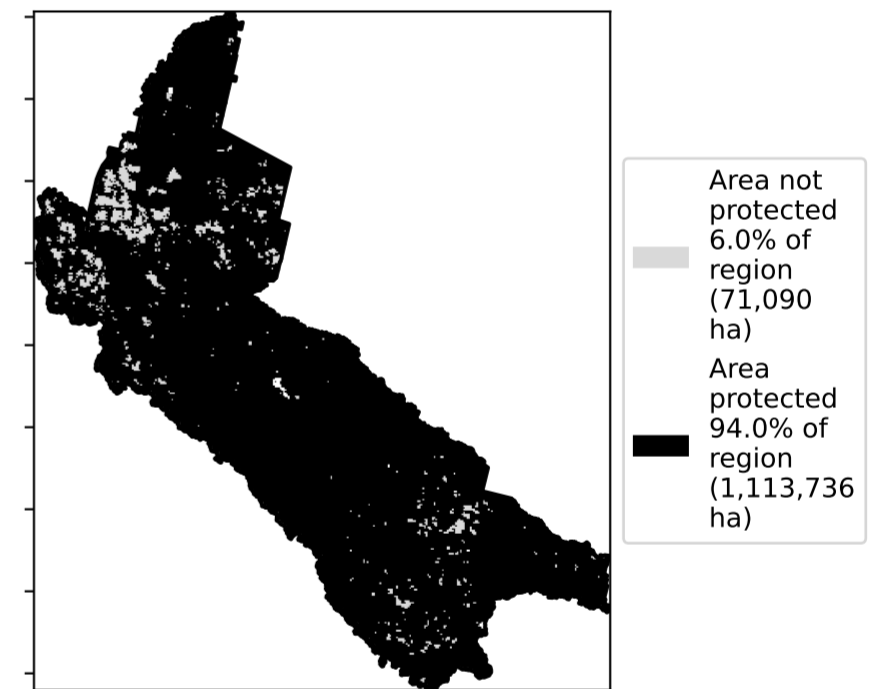 Area not
protected
6.0% of
region
(71,090
ha)
Area
protected
94.0% of
region
(1,113,736
ha)